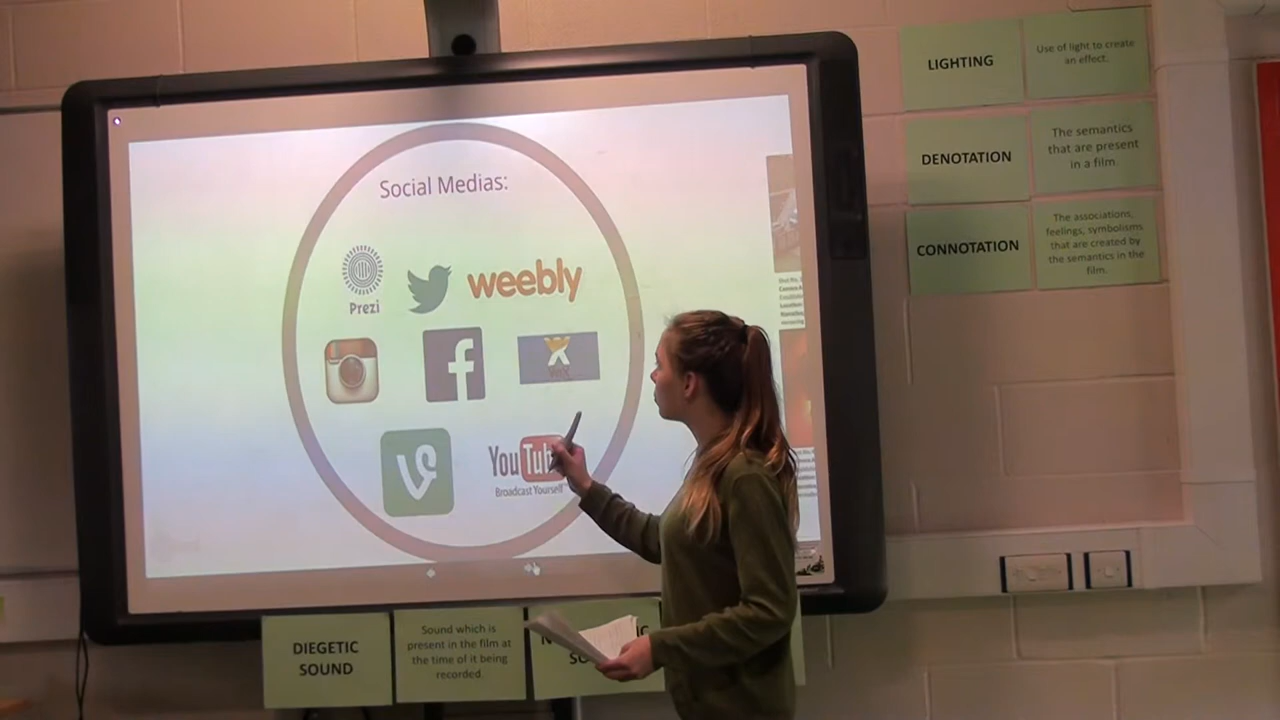 Social Medias:
Prezi
weebly
YouTube
Broadcast Yourself
LIGHTING
Use of light to create
an effect.
DENOTATION
The semantics
that are present
in a film.
CONNOTATION
The associations,
feelings, symbolisms
that are created by
the semantics in the
film.
DIEGETIC
SOUND
Sound which is
present in the film at
the time of it being
recorded.